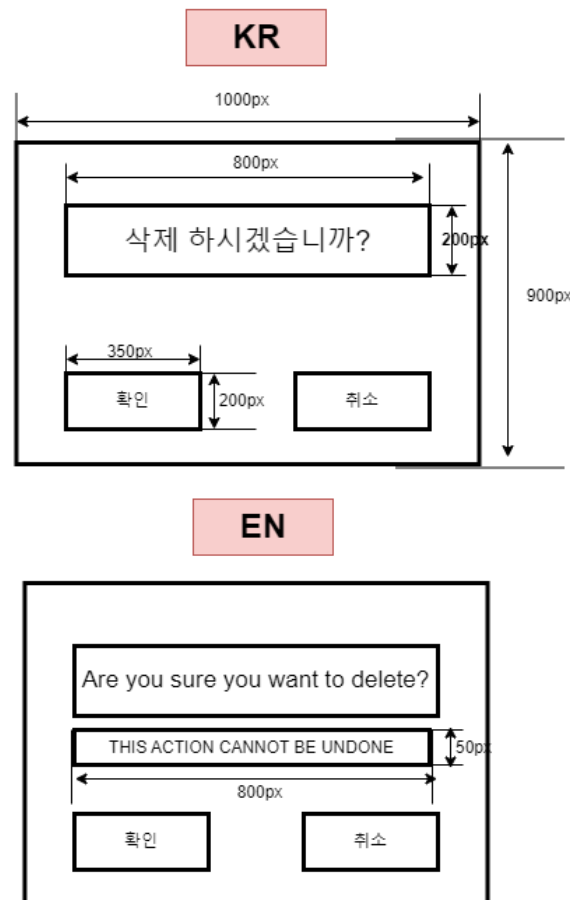 KR
1000px
800px
삭제 하시겠습니까?
200px
900px
350px
확인
200px
취소
EN
Are you sure you want to delete?
THIS ACTION CANNOT BE UNDONE
50px
800px
확인
취소